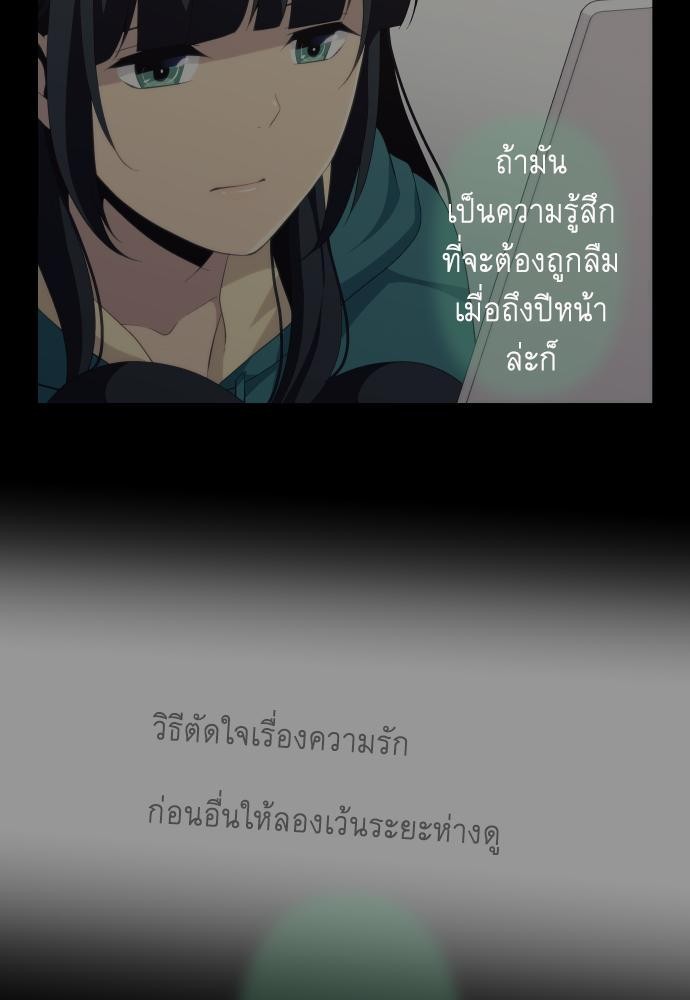 ถ้ามัน
เป็นความรู้สึก
ที่จะต้องถูกลืม
เมื่อถึงปีหน้า
ล่ะก็
วิธีตัดใจเรื่องความรัก
ก่อนอื่นให้ลองเว้นระยะห่างดู